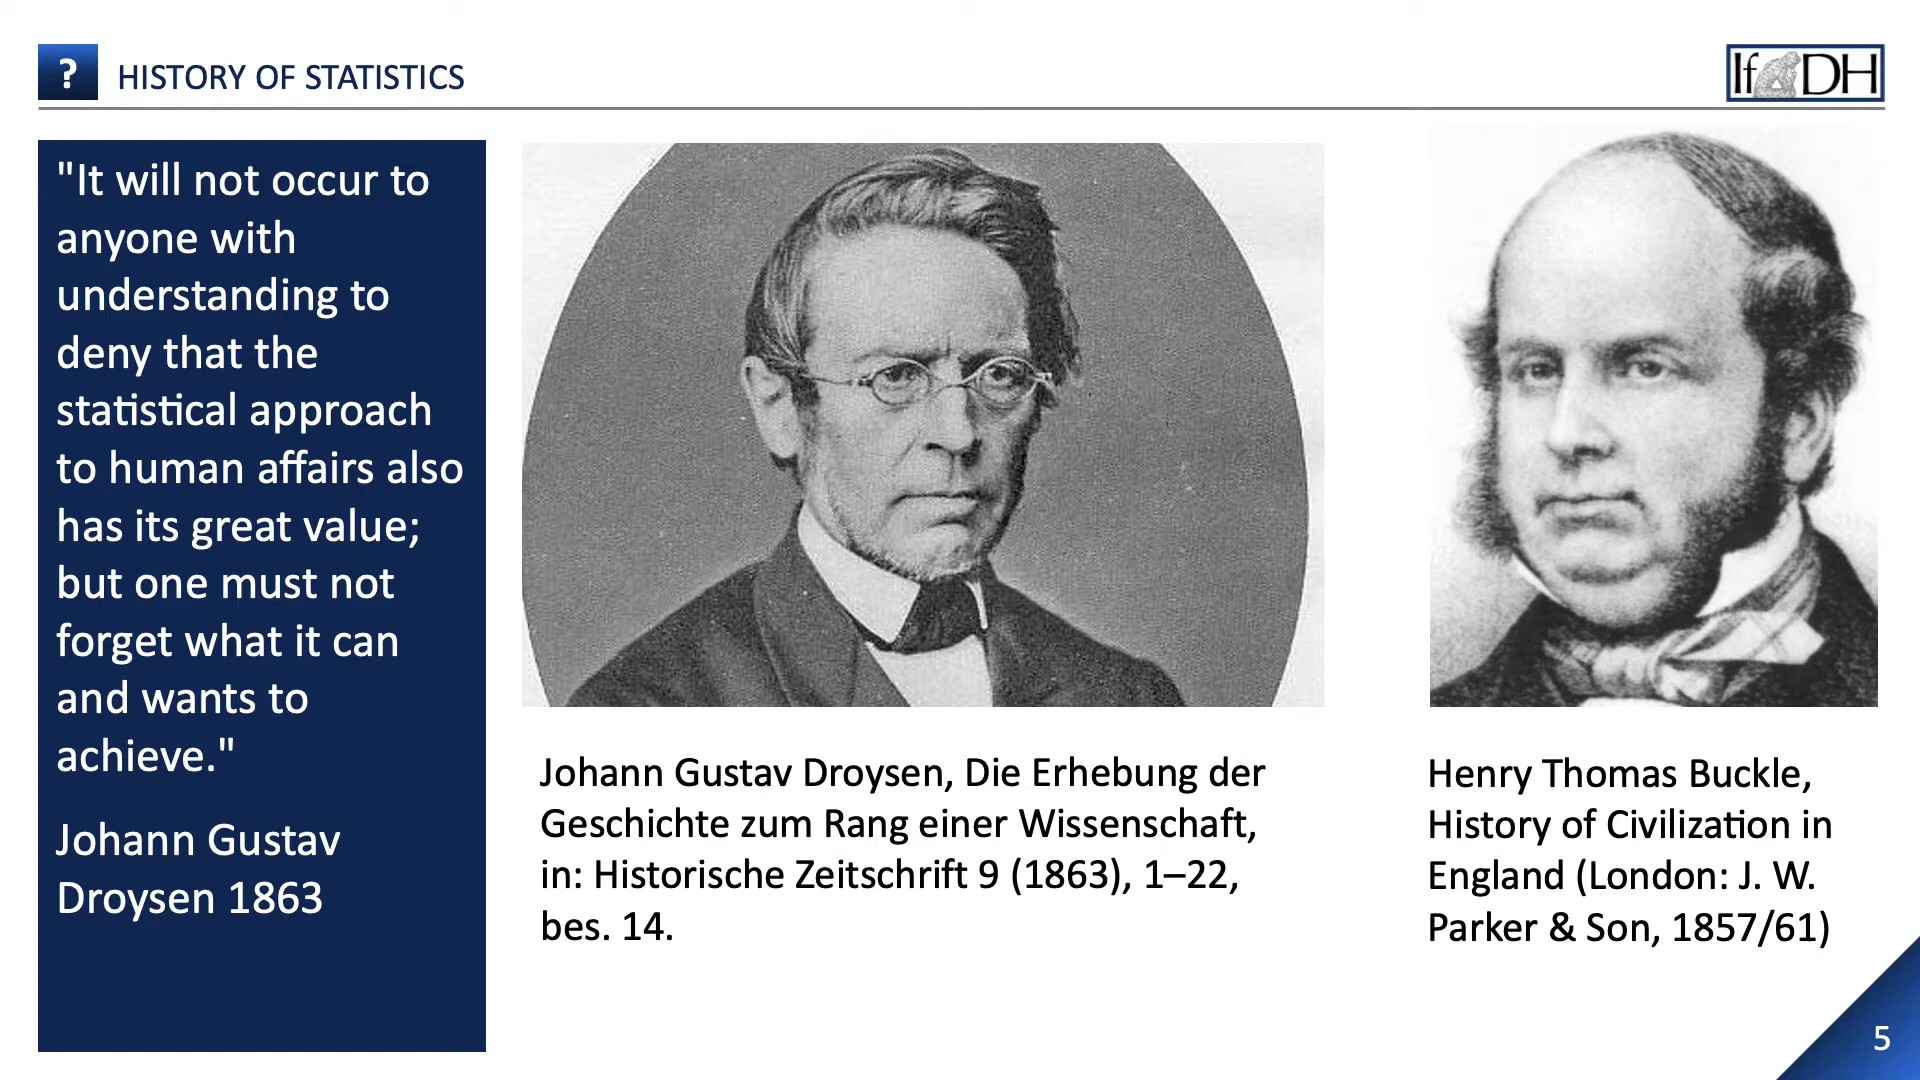 ?
HISTORY OF STATISTICS
IfDH
"It will not occur to
anyone with
understanding to
deny that the
statistical approach
to human affairs also
has its great value;
but one must not
forget what it can
and wants to
achieve."
Johann Gustav
Droysen 1863
Johann Gustav Droysen, Die Erhebung der
Geschichte zum Rang einer Wissenschaft,
in: Historische Zeitschrift 9 (1863), 1–22,
bes. 14.
Henry Thomas Buckle,
History of Civilization in
England (London: J. W.
Parker & Son, 1857/61)
5